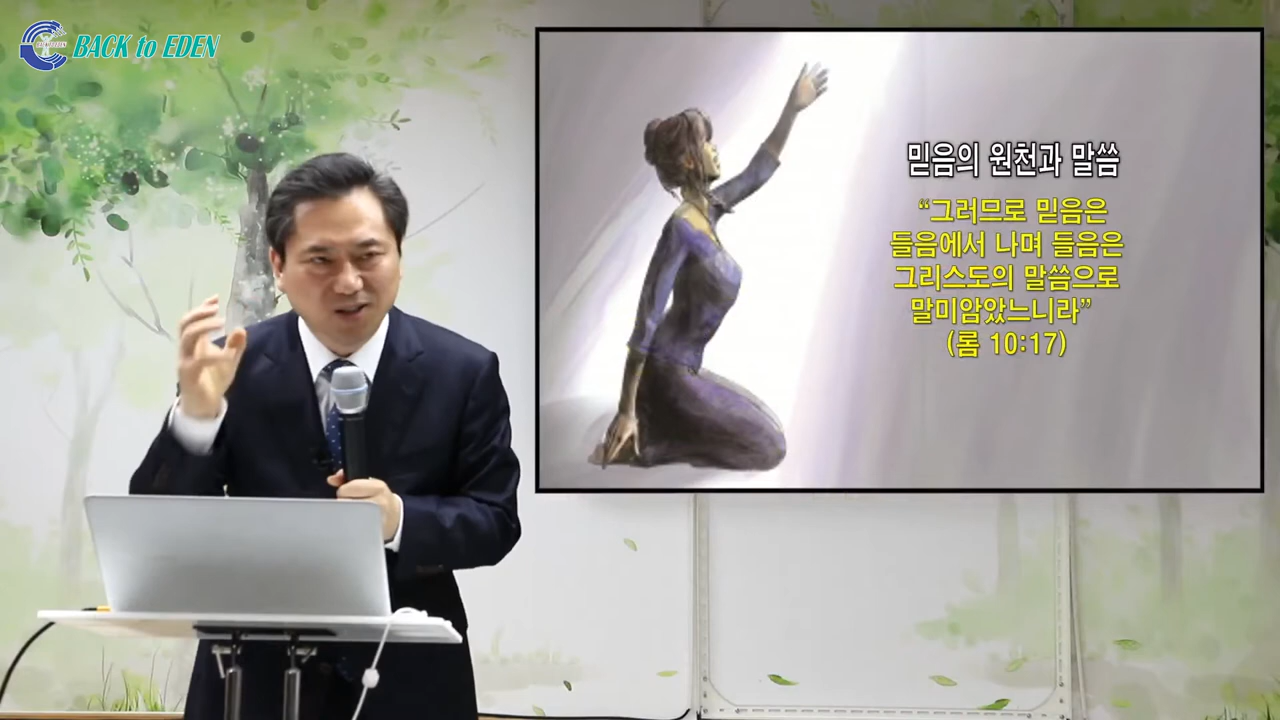 BACK to EDEN
믿음의 원천과 말씀
“그러므로 믿음은
들음에서 나며 들음은
그리스도의 말씀으로
말미암았느니라”
(롬 10:17)